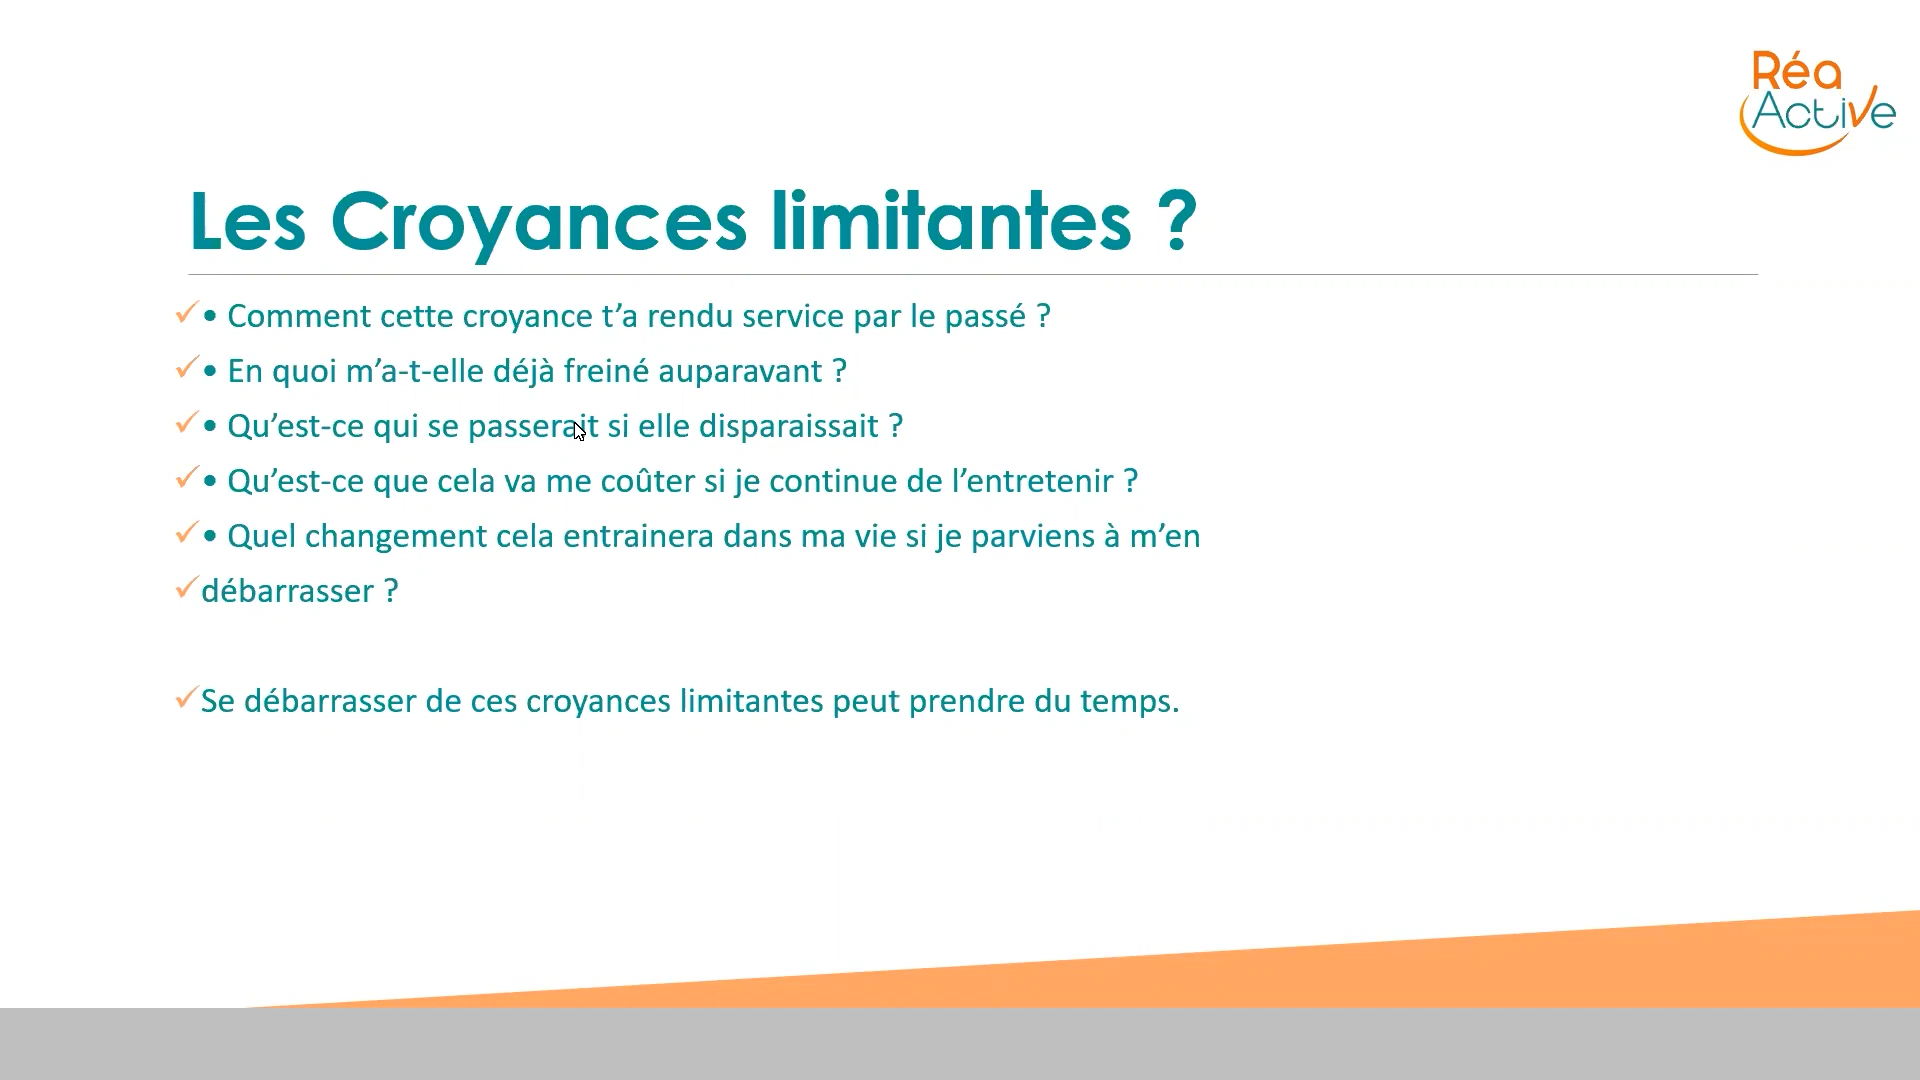 Réa
Active
Les Croyances limitantes ?
✓• Comment cette croyance t’a rendu service par le passé ?
✓• En quoi m’a-t-elle déjà freiné auparavant ?
✓• Qu’est-ce qui se passerait si elle disparaissait ?
✓• Qu’est-ce que cela va me coûter si je continue de l’entretenir ?
✓• Quel changement cela entrainera dans ma vie si je parviens à m’en
✓débarrasser ?
✓Se débarrasser de ces croyances limitantes peut prendre du temps.